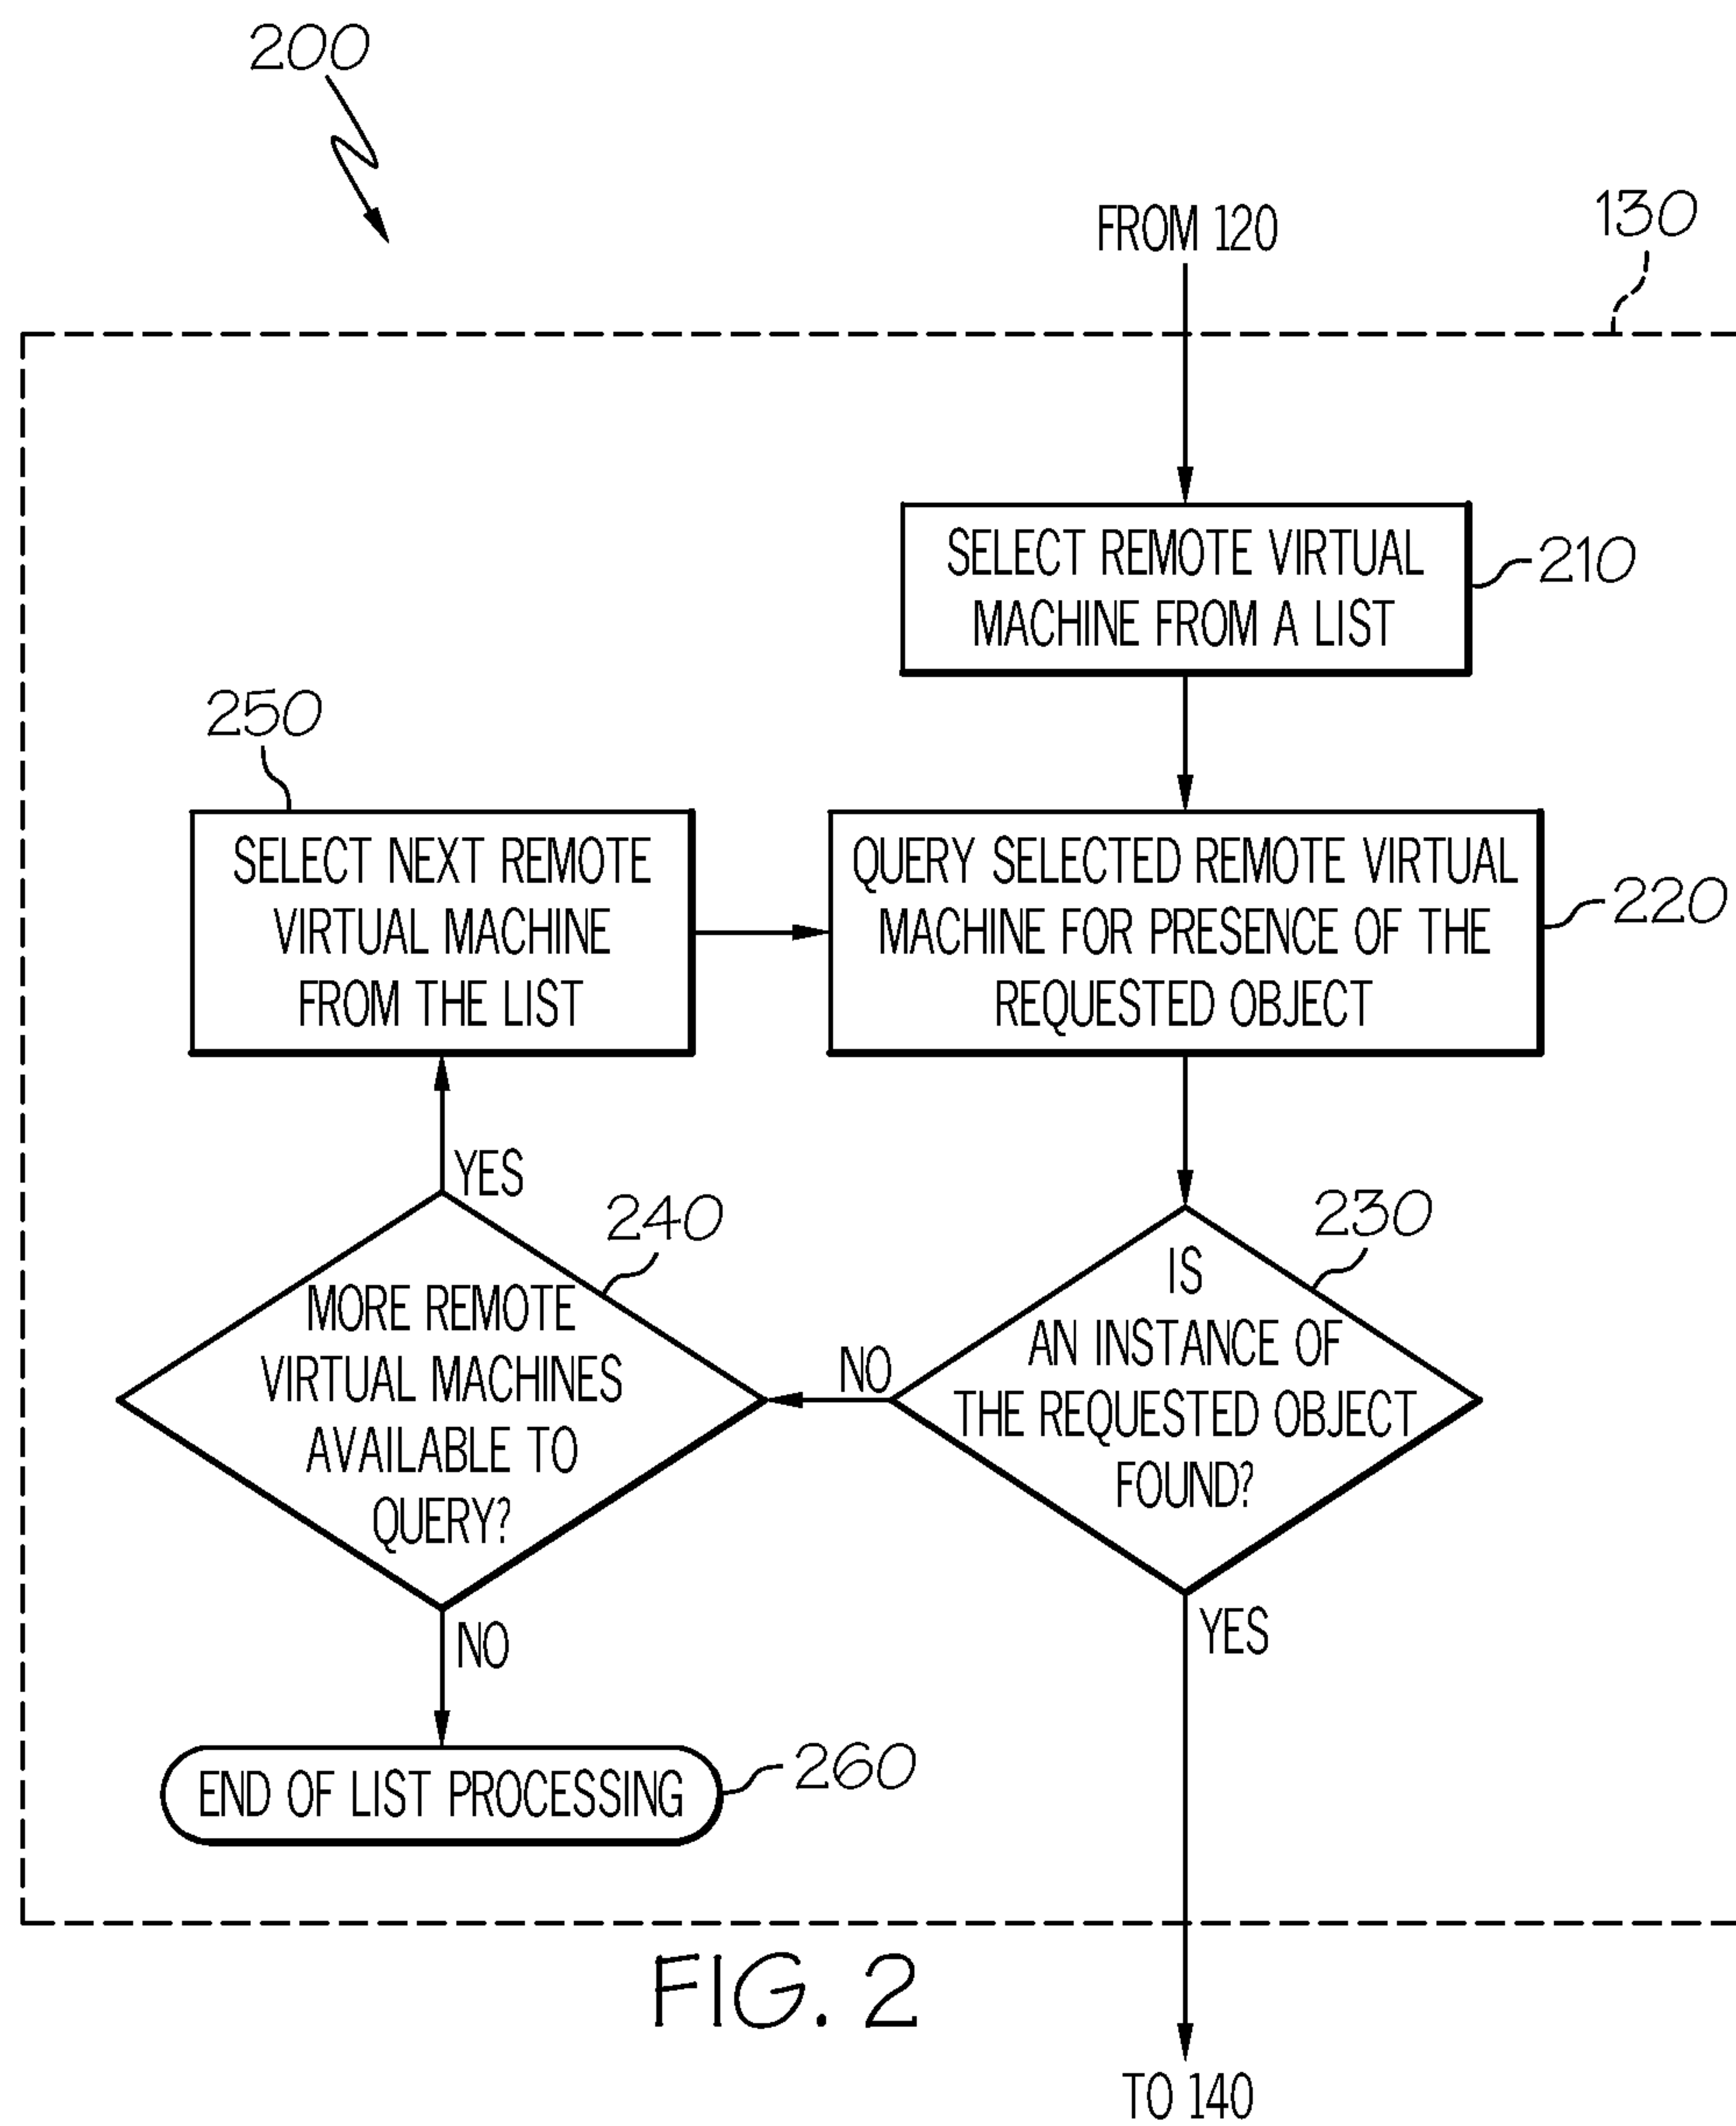 200
FROM 120
130
SELECT REMOTE VIRTUAL
MACHINE FROM A LIST
210
250
SELECT NEXT REMOTE
VIRTUAL MACHINE
FROM THE LIST
QUERY SELECTED REMOTE VIRTUAL
MACHINE FOR PRESENCE OF THE
REQUESTED OBJECT
220
YES
240
MORE REMOTE
VIRTUAL MACHINES
AVAILABLE TO
QUERY?
NO
230
IS
AN INSTANCE OF
THE REQUESTED OBJECT
FOUND?
NO
YES
END OF LIST PROCESSING
260
FIG. 2
TO 140